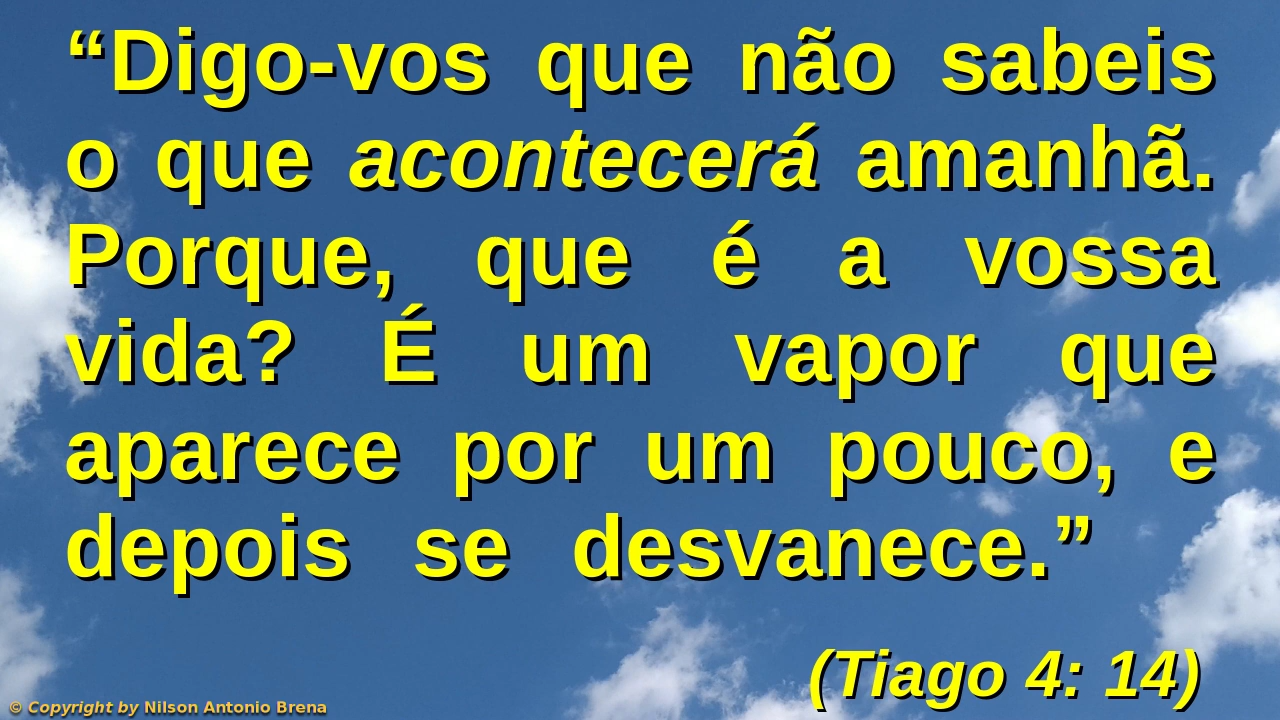 “Digo-vos que não sabeis
o que acontecerá amanhã.
Porque, que é a vossa
vida? É um vapor que
aparece por um pouco, e
depois se desvanece.”
(Tiago 4: 14)
© Copyright by Nilson Antonio Brena